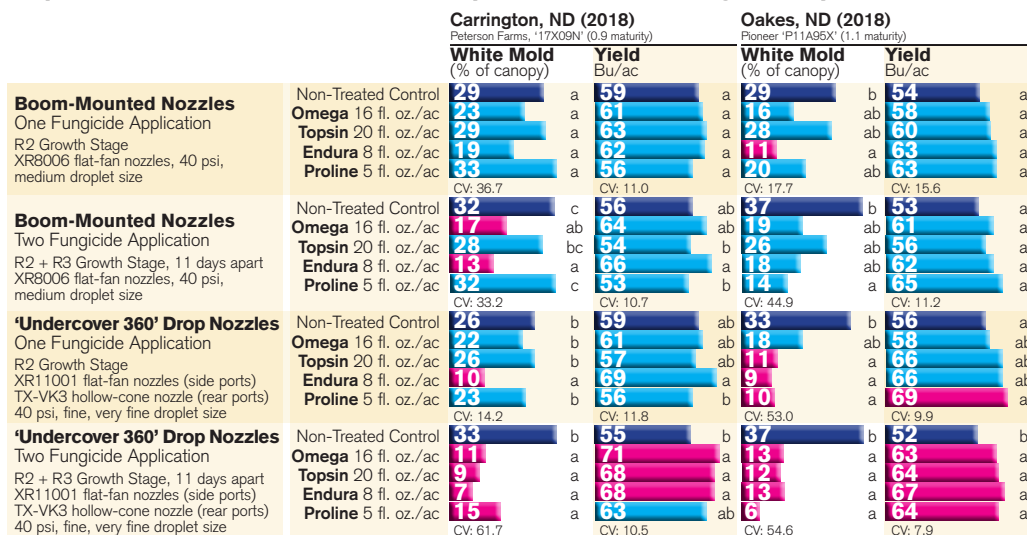 Carrington, ND (2018) Oakes, ND (2018)
Peterson Farms, '17X09N' (0.9 maturity) Pioneer 'P11A95X' (1.1 maturity)
White Mold Yield White Mold Yield
(% of canopy) Bu/ac (% of canopy) Bu/ac
Boom-Mounted Nozzles
One Fungicide Application
R2 Growth Stage
XR8006 flat-fan nozzles, 40 psi,
medium droplet size
Non-Treated Control 29 a 59 a 29 b 54 a
Omega 16 fl. oz./ac 23 a 61 a 16 ab 58 a
Topsin 20 fl. oz./ac 29 a 63 a 28 ab 60 a
Endura 8 fl. oz./ac 19 a 62 a 11 a 63 a
Proline 5 fl. oz./ac 33 a 56 a 20 ab 63 a
CV: 36.7 CV: 11.0 CV: 17.7 CV: 15.6
Boom-Mounted Nozzles
Two Fungicide Application
R2 + R3 Growth Stage, 11 days apart
XR8006 flat-fan nozzles, 40 psi,
medium droplet size
Non-Treated Control 32 c 56 ab 37 b 53 a
Omega 16 fl. oz./ac 17 ab 64 ab 19 ab 61 a
Topsin 20 fl. oz./ac 28 bc 54 b 26 ab 56 a
Endura 8 fl. oz./ac 13 a 66 a 18 ab 62 a
Proline 5 fl. oz./ac 32 c 53 b 14 a 65 a
CV: 33.2 CV: 10.7 CV: 44.9 CV: 11.2
'Undercover 360' Drop Nozzles
One Fungicide Application
R2 Growth Stage
XR11001 flat-fan nozzles (side ports)
TX-VK3 hollow-cone nozzle (rear ports)
40 psi, fine, very fine droplet size
Non-Treated Control 26 b 59 ab 33 b 56 a
Omega 16 fl. oz./ac 22 b 61 ab 18 ab 58 ab
Topsin 20 fl. oz./ac 26 b 57 ab 11 a 66 ab
Endura 8 fl. oz./ac 10 a 69 a 9 a 66 ab
Proline 5 fl. oz./ac 23 b 56 b 10 a 69 a
CV: 14.2 CV: 11.8 CV: 53.0 CV: 9.9
'Undercover 360' Drop Nozzles
Two Fungicide Application
R2 + R3 Growth Stage, 11 days apart
XR11001 flat-fan nozzles (side ports)
TX-VK3 hollow-cone nozzle (rear ports)
40 psi, fine, very fine droplet size
Non-Treated Control 33 b 55 b 37 b 52 b
Omega 16 fl. oz./ac 11 a 71 a 13 a 63 a
Topsin 20 fl. oz./ac 9 a 68 a 12 a 64 a
Endura 8 fl. oz./ac 7 a 68 a 13 a 67 a
Proline 5 fl. oz./ac 15 a 63 ab 6 a 64 a
CV: 61.7 CV: 10.5 CV: 54.6 CV: 7.9